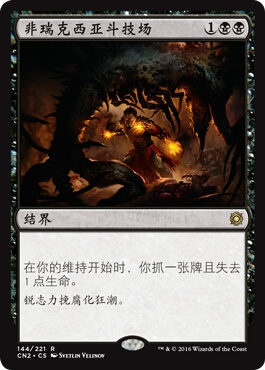 非瑞克西亚斗技场 1
结界
在你的维持开始时，你抓一张牌且失去
1点生命。
锐志力挽腐化狂潮。
144/221 R
CN2 • CS SVETLIN VELINOV
™ & © 2016 Wizards of the Coast